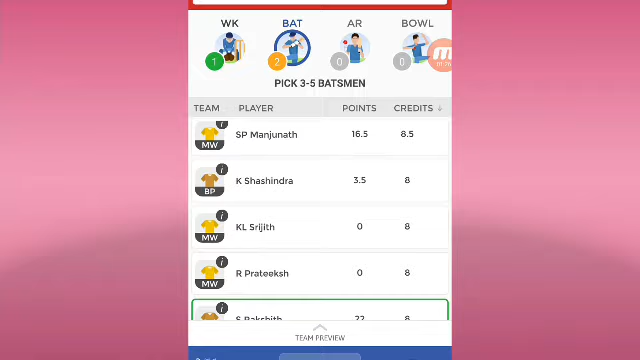 WK BAT AR BOWL
1 2 0 0
PICK 3-5 BATSMEN
TEAM PLAYER POINTS CREDITS ↓
i
MW SP Manjunath 16.5 8.5
i
BP K Shashindra 3.5 8
i
MW KL Srijith 0 8
i
MW R Prateeksh 0 8
i
S Rakshith 22 8
TEAM PREVIEW